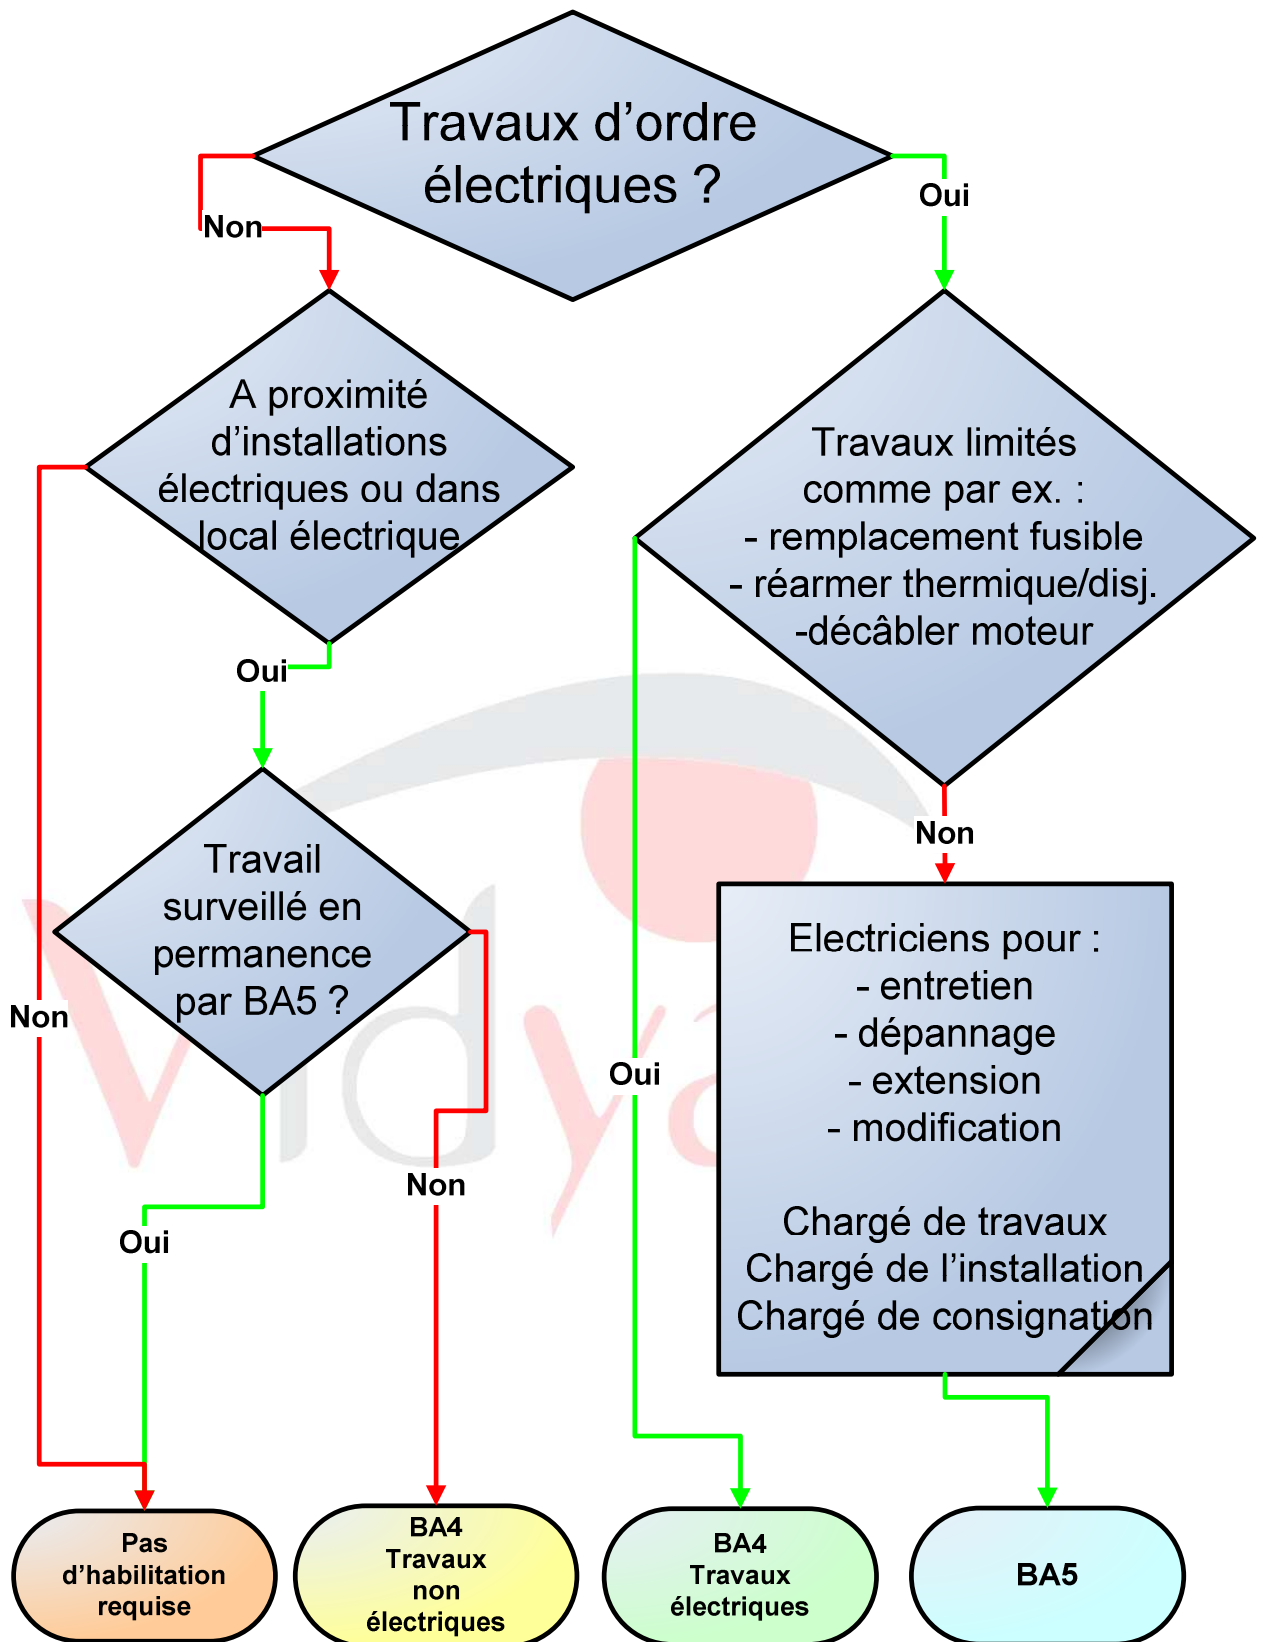 Travaux d'ordre
électriques ?
Non
Oui
A proximité
d'installations
électriques ou dans
local électrique
Travaux limités
comme par ex. :
- remplacement fusible
- réarmer thermique/disj.
-décâbler moteur
Oui
Non
Travail
surveillé en
permanence
par BA5 ?
Electriciens pour :
- entretien
- dépannage
- extension
- modification
Chargé de travaux
Chargé de l'installation
Chargé de consignation
Non
Oui
Non
Oui
Pas
d'habilitation
requise
BA4
Travaux
non
électriques
BA4
Travaux
électriques
BA5